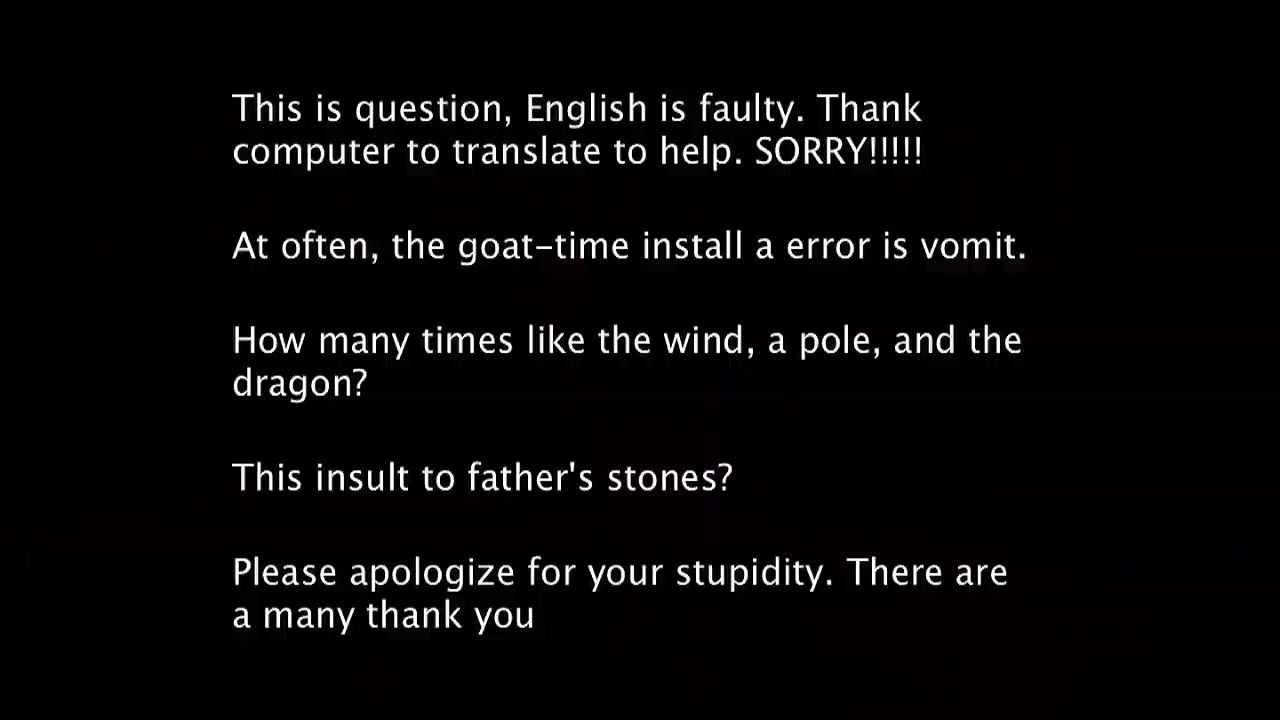 This is question, English is faulty. Thank
computer to translate to help. SORRY!!!!!
At often, the goat-time install a error is vomit.
How many times like the wind, a pole, and the
dragon?
This insult to father's stones?
Please apologize for your stupidity. There are
a many thank you